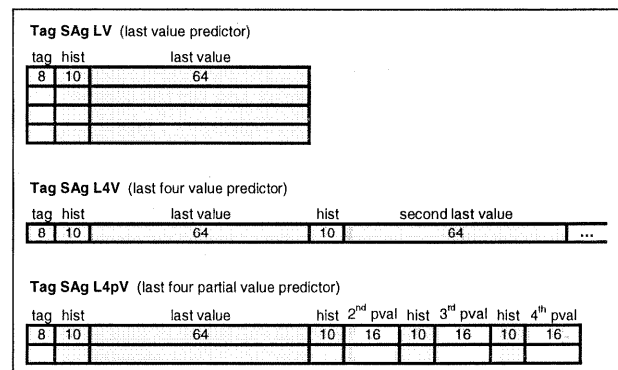 Tag SAg LV (last value predictor)
tag hist last value
8 10 64
Tag SAg L4V (last four value predictor)
tag hist last value hist second last value
8 10 64 10 64 ...
Tag SAg L4pV (last four partial value predictor)
tag hist last value hist 2nd pval hist 3rd pval hist 4th pval
8 10 64 10 16 10 16 10 16